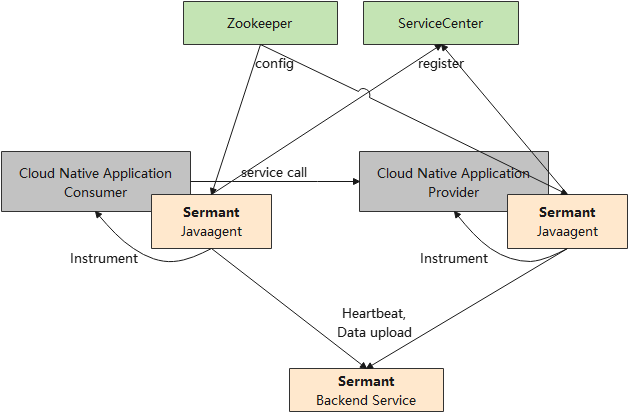 Zookeeper
ServiceCenter
config
register
Cloud Native Application
Consumer
service call
Cloud Native Application
Provider
Sermant
Javaagent
Sermant
Javaagent
Instrument
Instrument
Heartbeat,
Data upload
Sermant
Backend Service